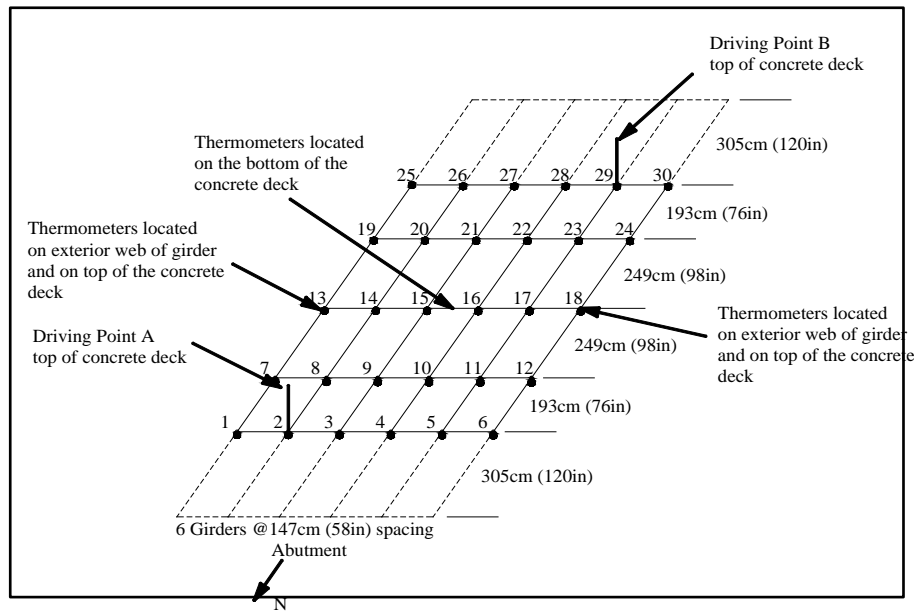 Driving Point B
top of concrete deck
Thermometers located
on the bottom of the
concrete deck
305cm (120in)
25 26 27 28 29 30
193cm (76in)
Thermometers located
on exterior web of girder
and on top of the concrete
deck
19 20 21 22 23 24
249cm (98in)
13 14 15 16 17 18
Thermometers located
on exterior web of girder
and on top of the concrete
deck
Driving Point A
top of concrete deck
249cm (98in)
7 8 9 10 11 12
193cm (76in)
1 2 3 4 5 6
305cm (120in)
6 Girders @147cm (58in) spacing
Abutment
N